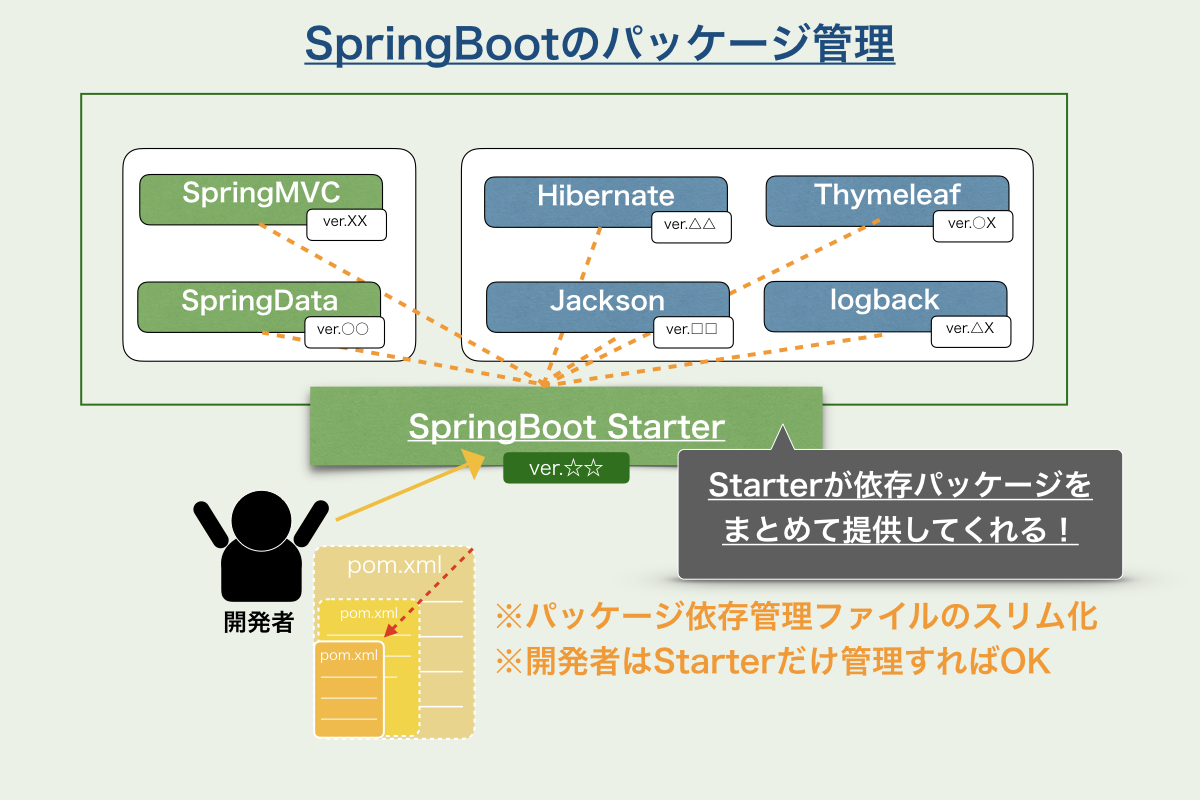 SpringBootのパッケージ管理
SpringMVC
ver.XX
SpringData
ver.○○
Hibernate
ver.△△
Thymeleaf
ver.○X
Jackson
ver.□□
logback
ver.△X
SpringBoot Starter
ver.☆☆
Starterが依存パッケージを
まとめて提供してくれる！
開発者
pom.xml
pom.xml
pom.xml
※パッケージ依存管理ファイルのスリム化
※開発者はStarterだけ管理すればOK